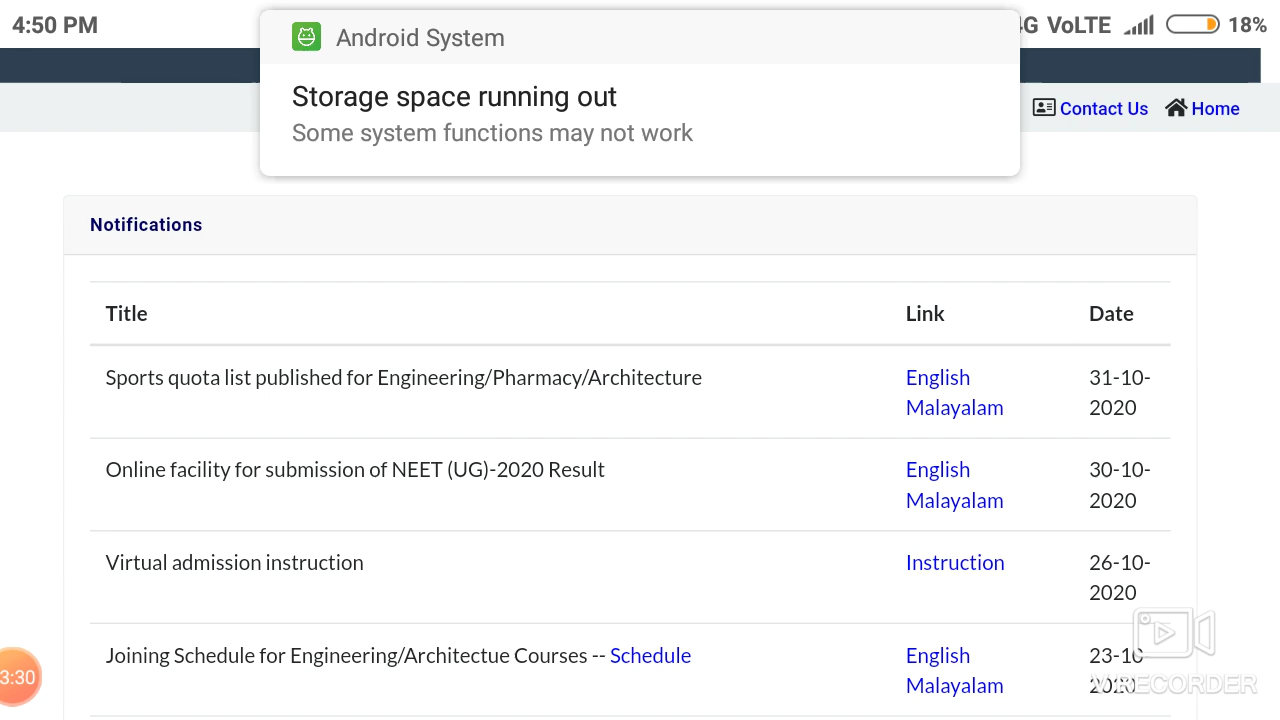 4:50 PM
4G VoLTE
18%
Android System
Storage space running out
Some system functions may not work
Contact Us
Home
Notifications
Title Link Date
Sports quota list published for Engineering/Pharmacy/Architecture English 31-10-
Malayalam 2020
Online facility for submission of NEET (UG)-2020 Result English 30-10-
Malayalam 2020
Virtual admission instruction Instruction 26-10-
2020
Joining Schedule for Engineering/Architectue Courses -- Schedule English 23-10-
Malayalam 2020
3:30
V RECORDER